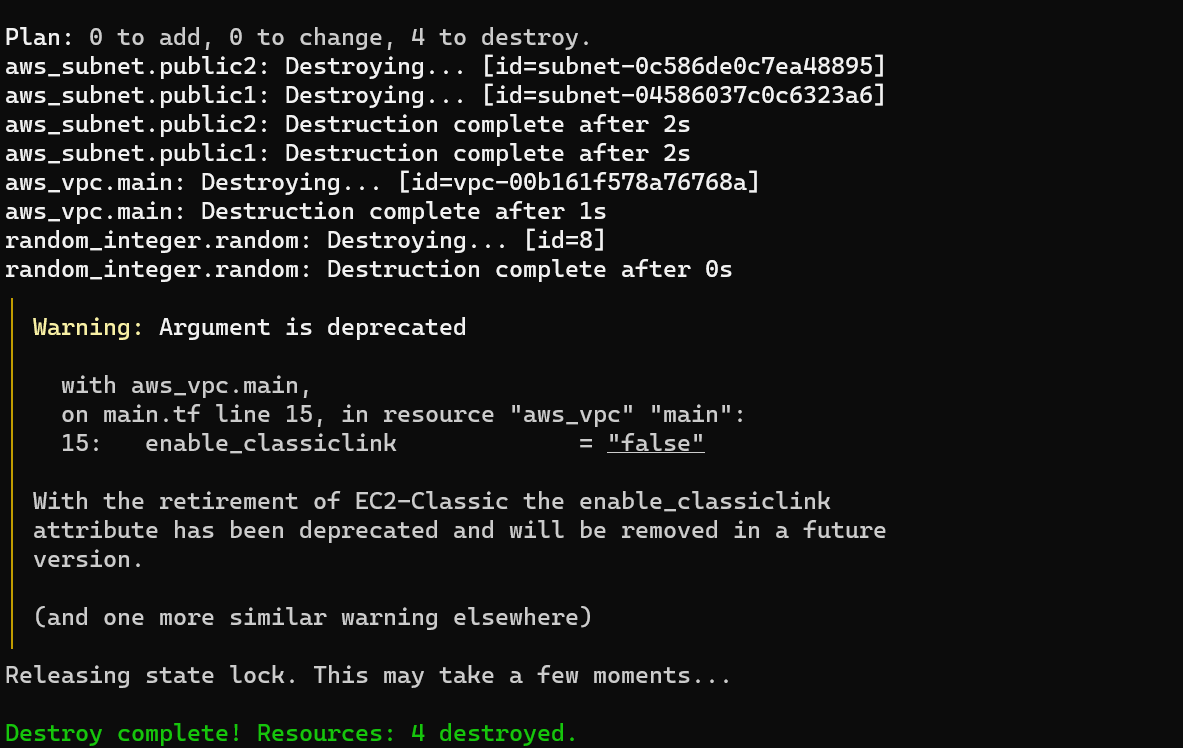 Plan: 0 to add, 0 to change, 4 to destroy.
aws_subnet.public2: Destroying... [id=subnet-0c586de0c7ea48895]
aws_subnet.public1: Destroying... [id=subnet-04586037c0c6323a6]
aws_subnet.public2: Destruction complete after 2s
aws_subnet.public1: Destruction complete after 2s
aws_vpc.main: Destroying... [id=vpc-00b161f578a76768a]
aws_vpc.main: Destruction complete after 1s
random_integer.random: Destroying... [id=8]
random_integer.random: Destruction complete after 0s
Warning: Argument is deprecated
with aws_vpc.main,
on main.tf line 15, in resource "aws_vpc" "main":
15:   enable_classiclink             = "false"
With the retirement of EC2-Classic the enable_classiclink
attribute has been deprecated and will be removed in a future
version.
(and one more similar warning elsewhere)
Releasing state lock. This may take a few moments...
Destroy complete! Resources: 4 destroyed.